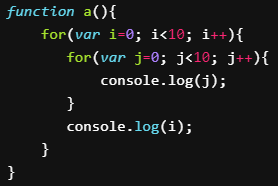 function a(){
    for(var i=0; i<10; i++){
        for(var j=0; j<10; j++){
            console.log(j);
        }
        console.log(i);
    }
}